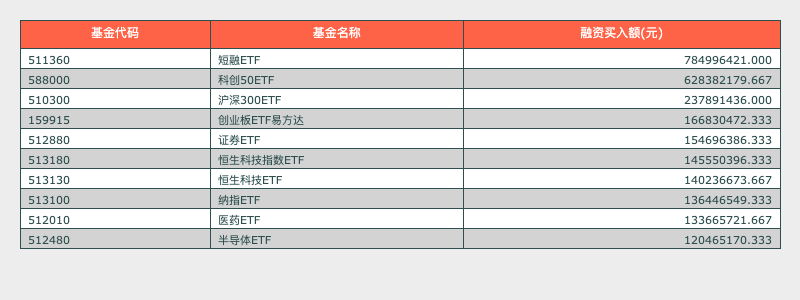 基金代码 基金名称 融资买入额(元)
511360 短融ETF 784996421.000
588000 科创50ETF 628382179.667
510300 沪深300ETF 237891436.000
159915 创业板ETF易方达 166830472.333
512880 证券ETF 154696386.333
513180 恒生科技指数ETF 145550396.333
513130 恒生科技ETF 140236673.667
513100 纳指ETF 136446549.333
512010 医药ETF 133665721.667
512480 半导体ETF 120465170.333